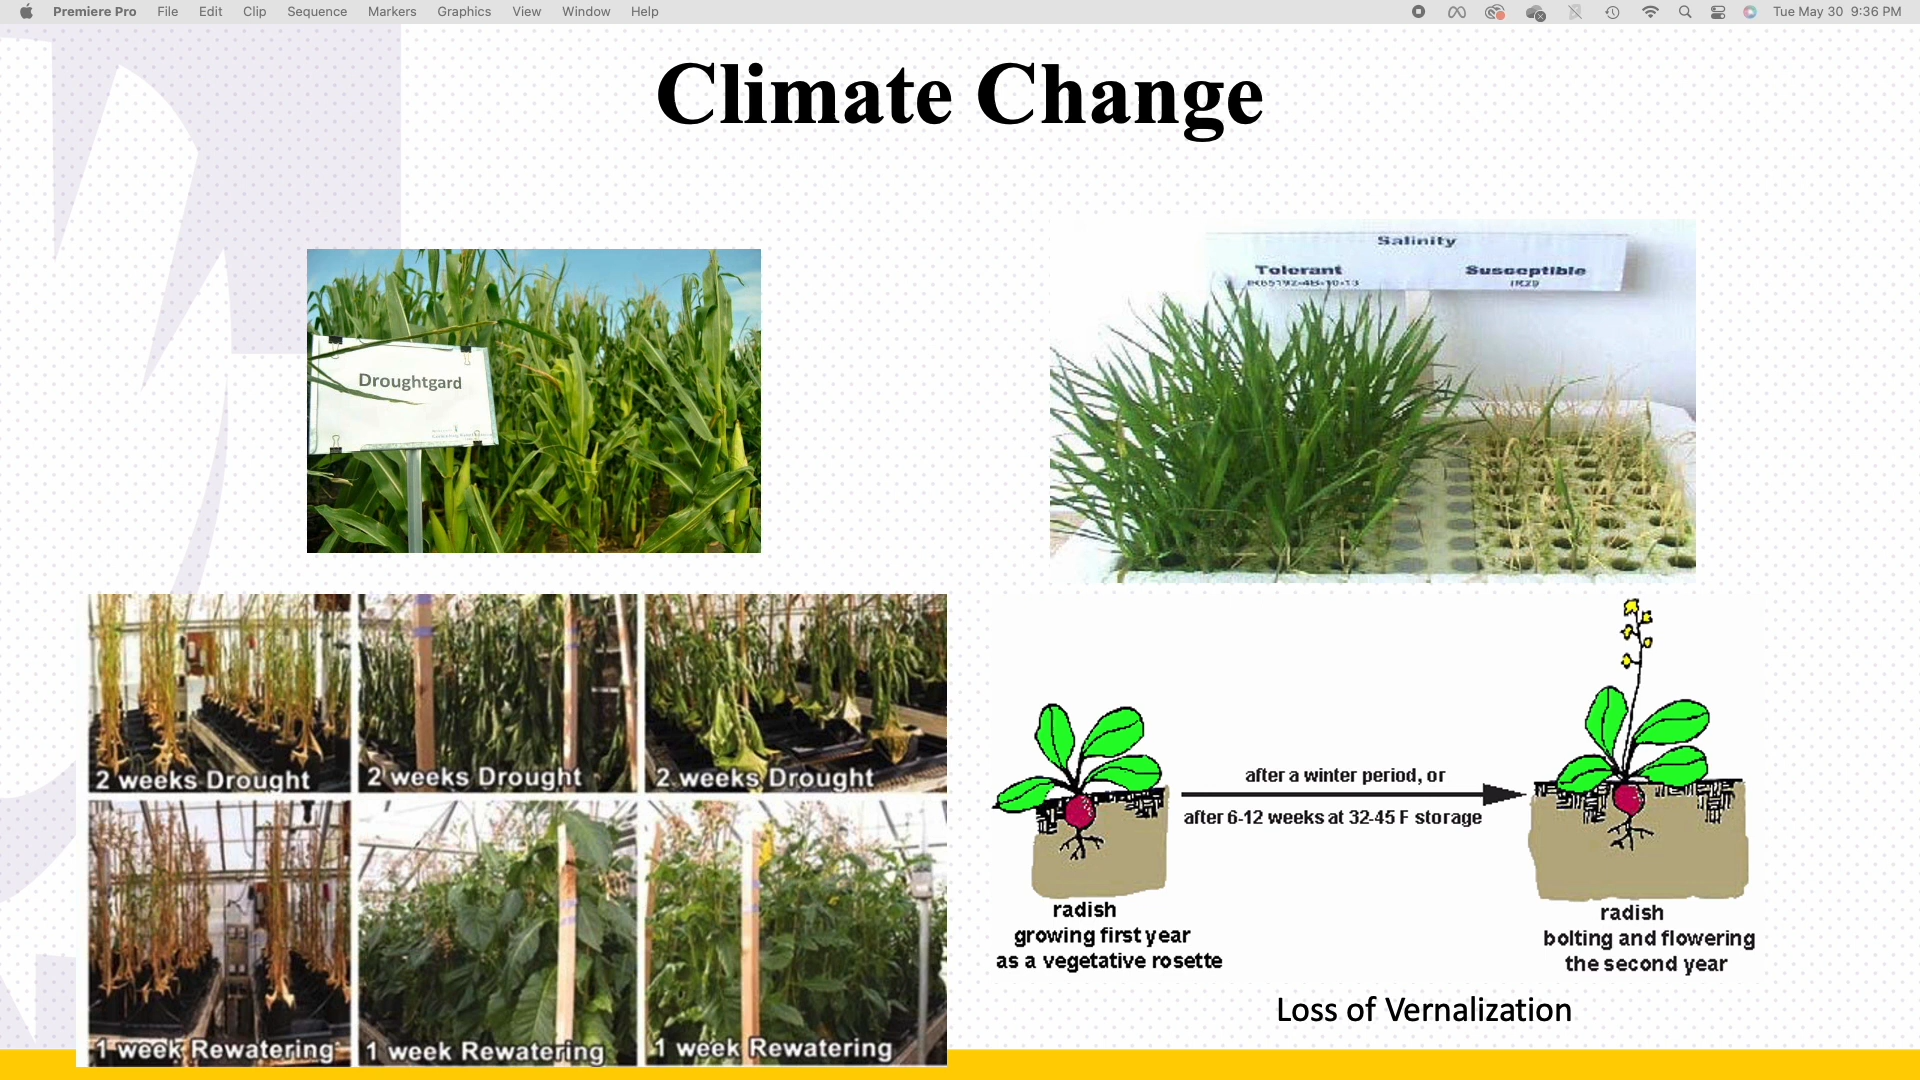 Premiere Pro File Edit Clip Sequence Markers Graphics View Window Help Tue May 30 9:36 PM
Climate Change
Droughtgard
Salinity
Tolerant Susceptible
IR29
2 weeks Drought 2 weeks Drought 2 weeks Drought
1 week Rewatering 1 week Rewatering 1 week Rewatering
after a winter period, or
after 6-12 weeks at 32-45 F storage
radish
growing first year
as a vegetative rosette
radish
bolting and flowering
the second year
Loss of Vernalization